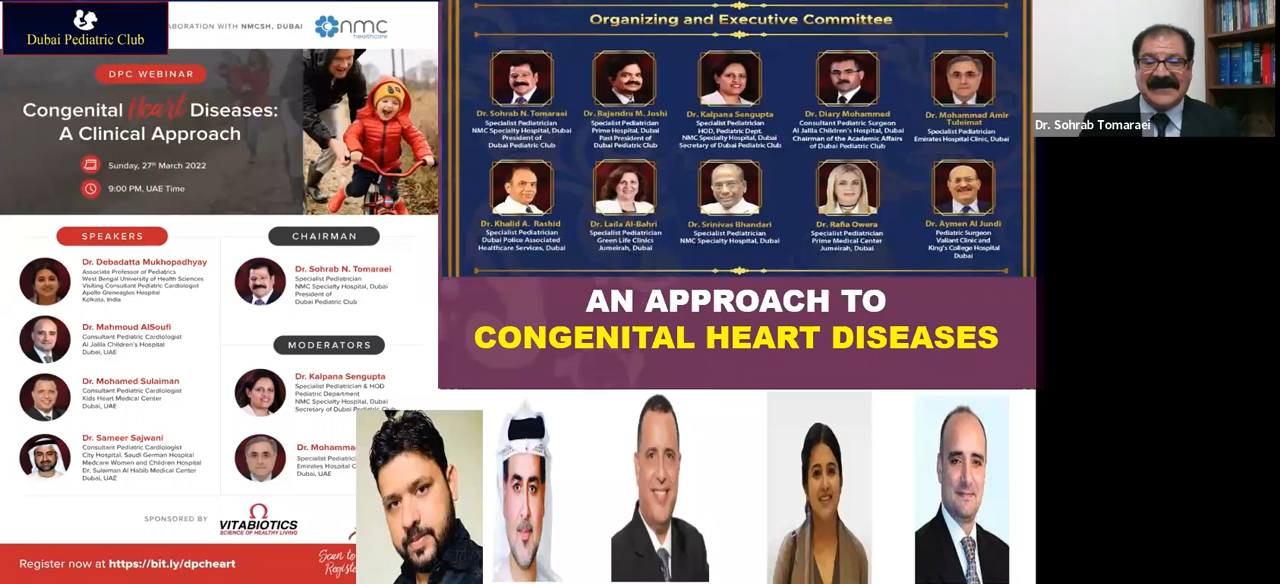 Dubai Pediatric Club
ABORATION WITH NMCSH, DUBAI
nmc
healthcare
DPC WEBINAR
Congenital Heart Diseases:
A Clinical Approach
Sunday, 27th March 2022
9:00 PM, UAE Time
SPEAKERS
Dr. Debadatta Mukhopadhyay
Associate Professor of Pediatrics
West Bengal University of Health Sciences
Visiting Consultant Pediatric Cardiologist
Apollo Gleneagles Hospital
Kolkata, India
Dr. Mahmoud AlSoufi
Consultant Pediatric Cardiologist
Al Jalila Children's Hospital
Dubai, UAE
Dr. Mohamed Sulaiman
Consultant Pediatric Cardiologist
Kids Heart Medical Center
Dubai, UAE
Dr. Sameer Sajwani
Consultant Pediatric Cardiologist
City Hospital, Saudi German Hospital
Medcare Women and Children Hospital
Dr. Sulaiman Al Habib Medical Center
Dubai, UAE
CHAIRMAN
Dr. Sohrab N. Tomaraei
Specialist Pediatrician
NMC Specialty Hospital, Dubai
President of
Dubai Pediatric Club
MODERATORS
Dr. Kalpana Sengupta
Specialist Pediatrician & HOD
Pediatric Department
NMC Specialty Hospital, Dubai
Secretary of Dubai Pediatric Club
Dr. Mohamma
Specialist Pediatric
Emirates Hospital C
Dubai, UAE
SPONSORED BY
VITABIOTICS
SCIENCE OF HEALTHY LIVING
Register now at https://bit.ly/dpcheart
Scan to
Registe
Organizing and Executive Committee
Dr. Sohrab N. Tomaraei
Specialist Pediatrician
NMC Specialty Hospital, Dubai
President of
Dubai Pediatric Club
Dr. Rajendra M. Joshi
Specialist Pediatrician
Prime Hospital, Dubai
Past President of
Dubai Pediatric Club
Dr. Kalpana Sengupta
Specialist Pediatrician
HOD, Pediatric Dept.
NMC Specialty Hospital, Dubai
Secretary of Dubai Pediatric Club
Dr. Diary Mohammed
Consultant Pediatric Surgeon
Al Jalila Children's Hospital, Dubai
Chairman of the Academic Affairs
of Dubai Pediatric Club
Dr. Mohammad Amir
Tuleimat
Specialist Pediatrician
Emirates Hospital Clinic, Dubai
Dr. Khalid A. Rashid
Specialist Pediatrician
Dubai Police Associated
Healthcare Services, Dubai
Dr. Laila Al-Bahri
Specialist Pediatrician
Green Life Clinics
Jumeirah, Dubai
Dr. Srinivas Bhandari
Specialist Pediatrician
NMC Specialty Hospital, Dubai
Dr. Rafia Owera
Specialist Pediatrician
Prime Medical Center
Jumeirah, Dubai
Dr. Aymen Al Jundi
Pediatric Surgeon
Valiant Clinic and
King's College Hospital
Dubai
AN APPROACH TO
CONGENITAL HEART DISEASES
Dr. Sohrab Tomaraei